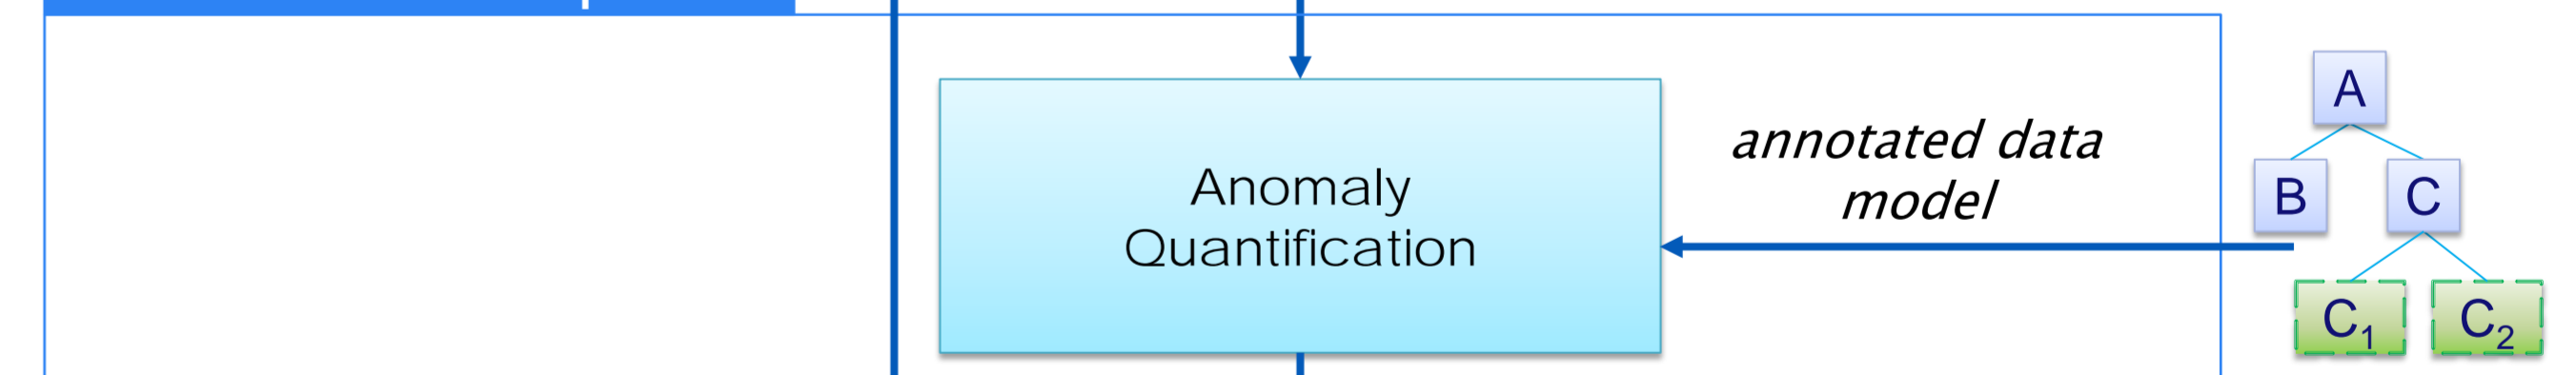 A
annotated data
model
Anomaly
Quantification
B C
C₁ C₂